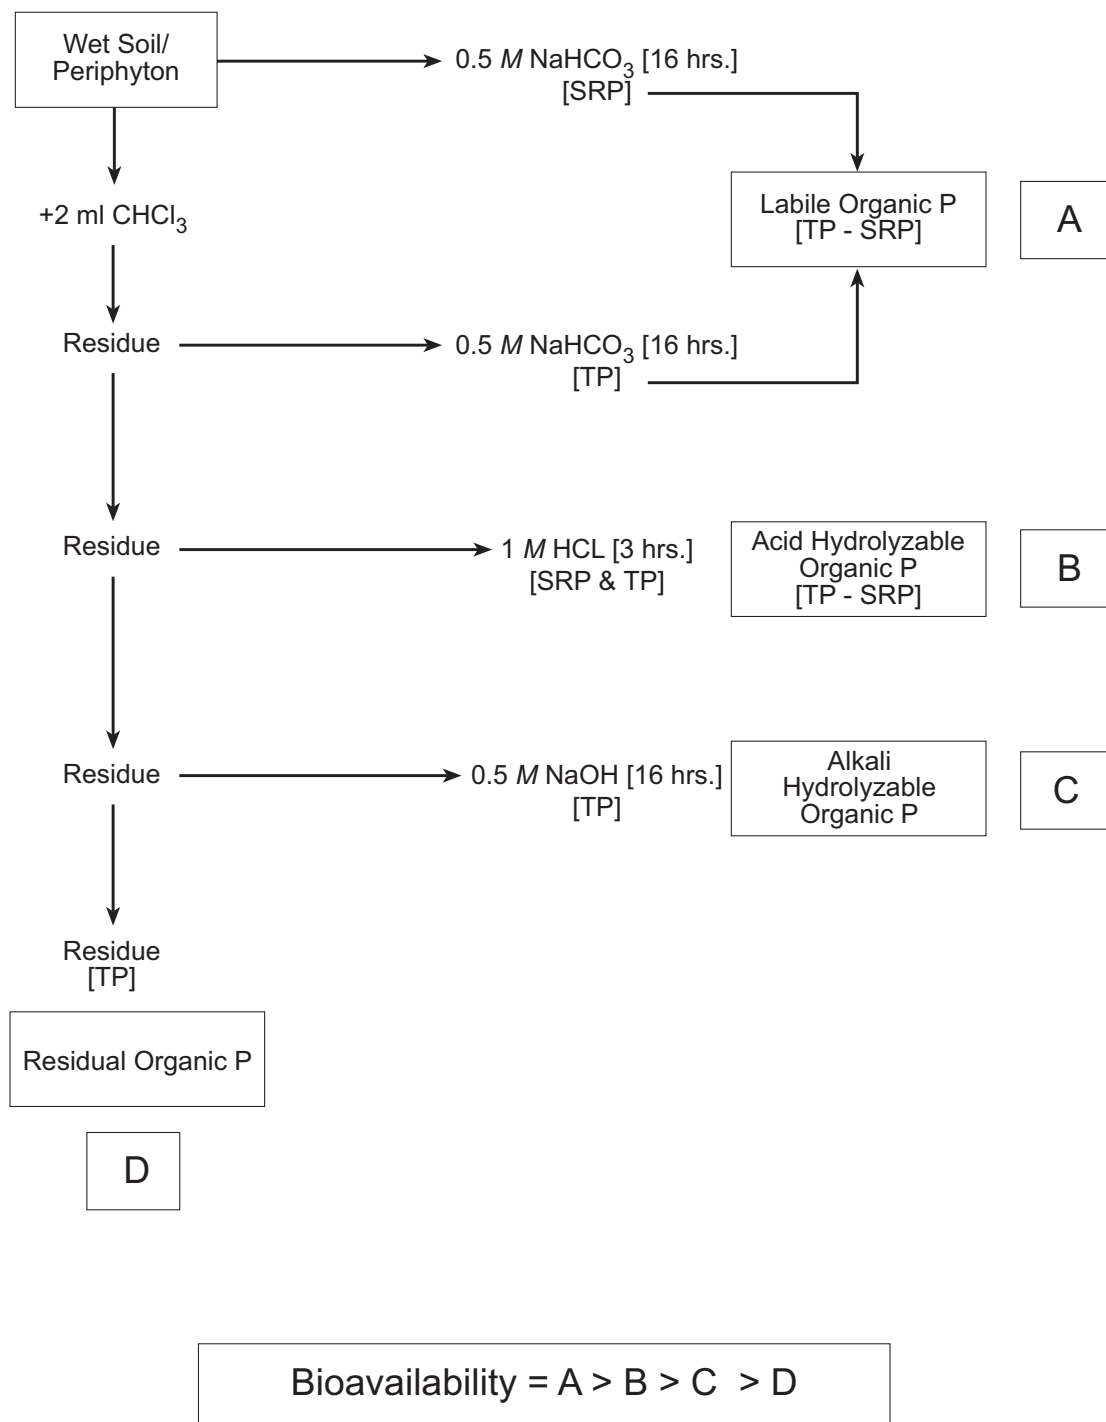 Wet Soil/
Periphyton
0.5 M NaHCO₃ [16 hrs.]
[SRP]
+2 ml CHCl₃
Labile Organic P
[TP - SRP]
A
Residue
0.5 M NaHCO₃ [16 hrs.]
[TP]
Residue
1 M HCL [3 hrs.]
[SRP & TP]
Acid Hydrolyzable
Organic P
[TP - SRP]
B
Residue
0.5 M NaOH [16 hrs.]
[TP]
Alkali
Hydrolyzable
Organic P
C
Residue
[TP]
Residual Organic P
D
Bioavailability = A > B > C > D